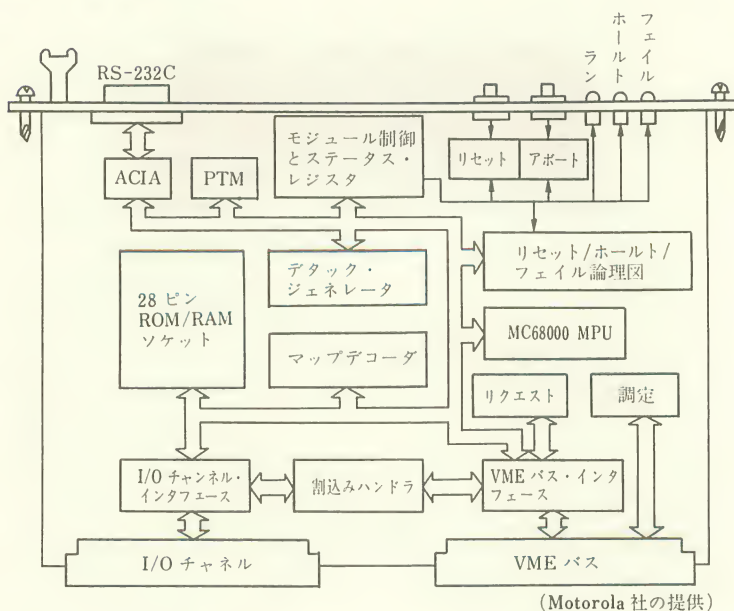 ラン
ホールト
フェイル
RS-232C
モジュール制御
とステータス・
レジスタ
リセット
アボート
ACIA
PTM
リセット/ホールト/
フェイル論理図
デタック・
ジェネレータ
28 ピン
ROM/RAM
ソケット
MC68000 MPU
マップデコーダ
リクエスト
調定
I/O チャンネル・
インタフェース
割込みハンドラ
VME バス・インタ
フェース
I/O チャネル
VME バス
(Motorola 社の提供)